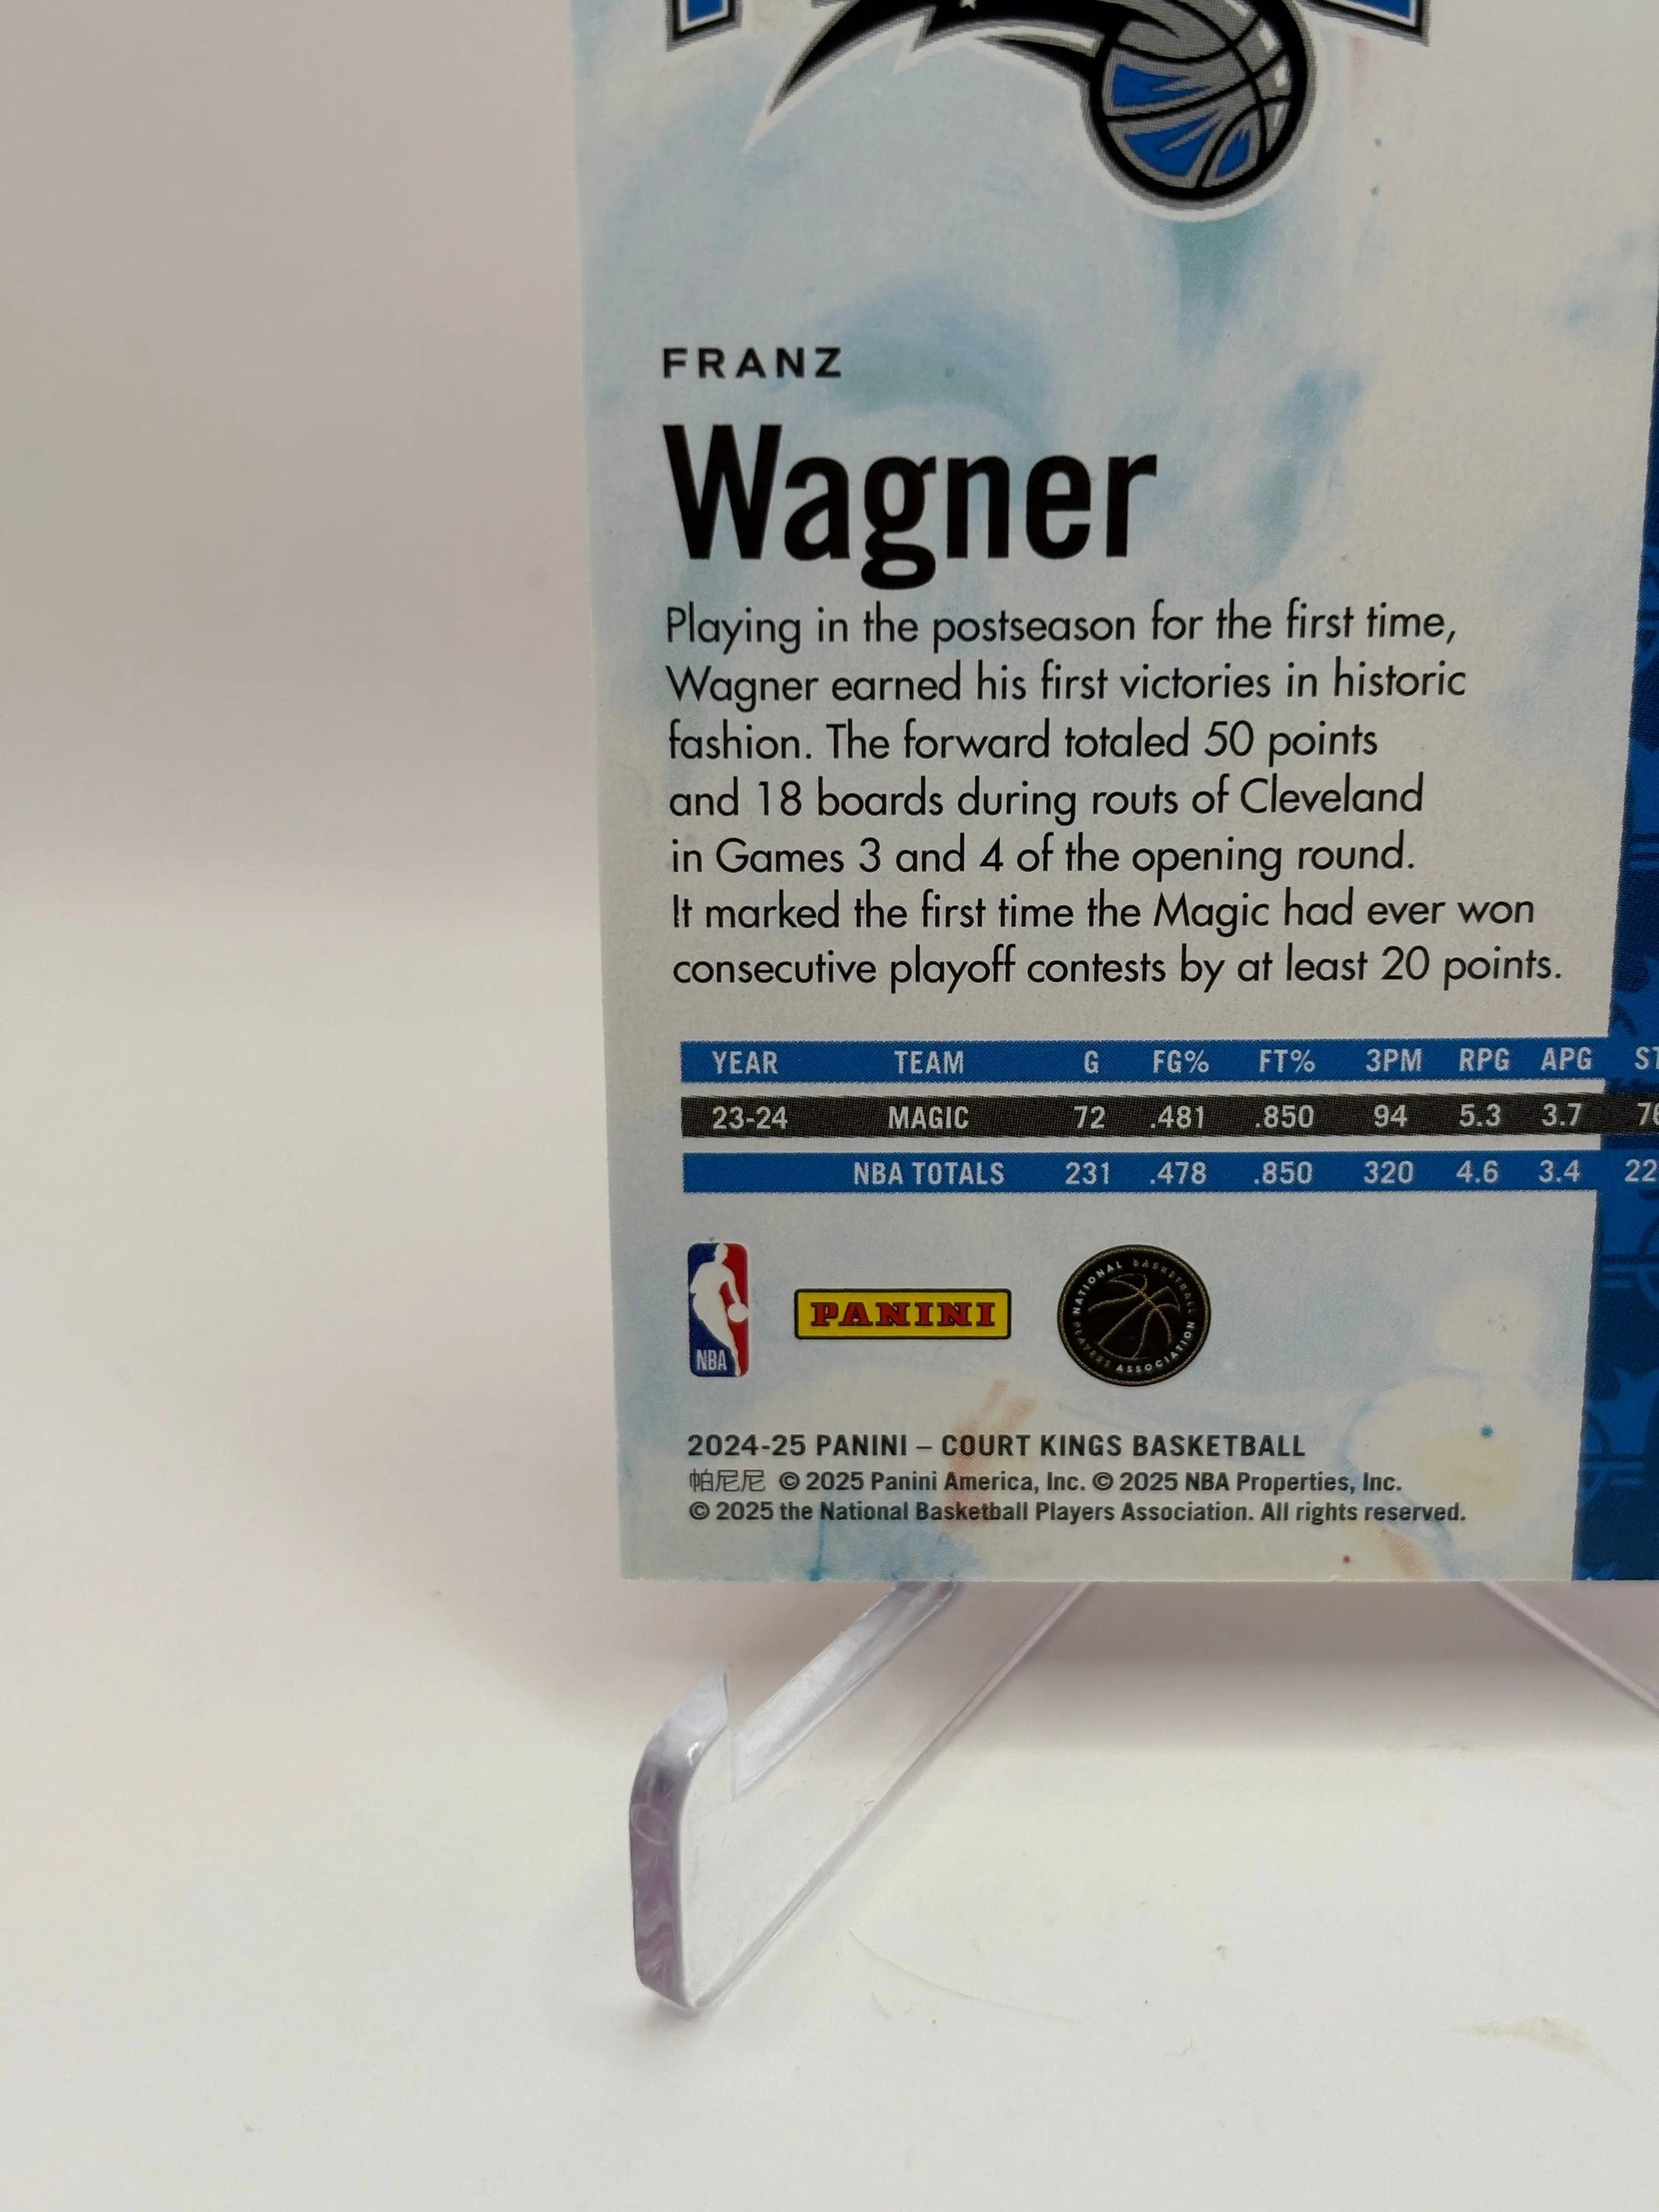 FRANZ
Wagner
Playing in the postseason for the first time,
Wagner earned his first victories in historic
fashion. The forward totaled 50 points
and 18 boards during routs of Cleveland
in Games 3 and 4 of the opening round.
It marked the first time the Magic had ever won
consecutive playoff contests by at least 20 points.
YEAR TEAM G FG% FT% 3PM RPG APG
23-24 MAGIC 72 .481 .850 94 5.3 3.7
NBA TOTALS 231 .478 .850 320 4.6 3.4
NBA
PANINI
NATIONAL BASKETBALL PLAYERS ASSOCIATION
2024-25 PANINI – COURT KINGS BASKETBALL
帕尼尼 © 2025 Panini America, Inc. © 2025 NBA Properties, Inc.
© 2025 the National Basketball Players Association. All rights reserved.